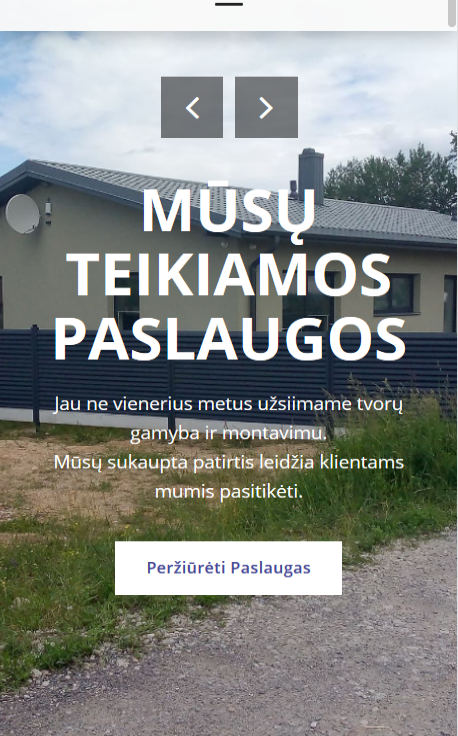 MŪSŲ
TEIKIAMOS
PASLAUGOS
Jau ne vienerius metus užsiimame tvorų
gamyba ir montavimu.
Mūsų sukaupta patirtis leidžia klientams
mumis pasitikėti.
Peržiūrėti Paslaugas